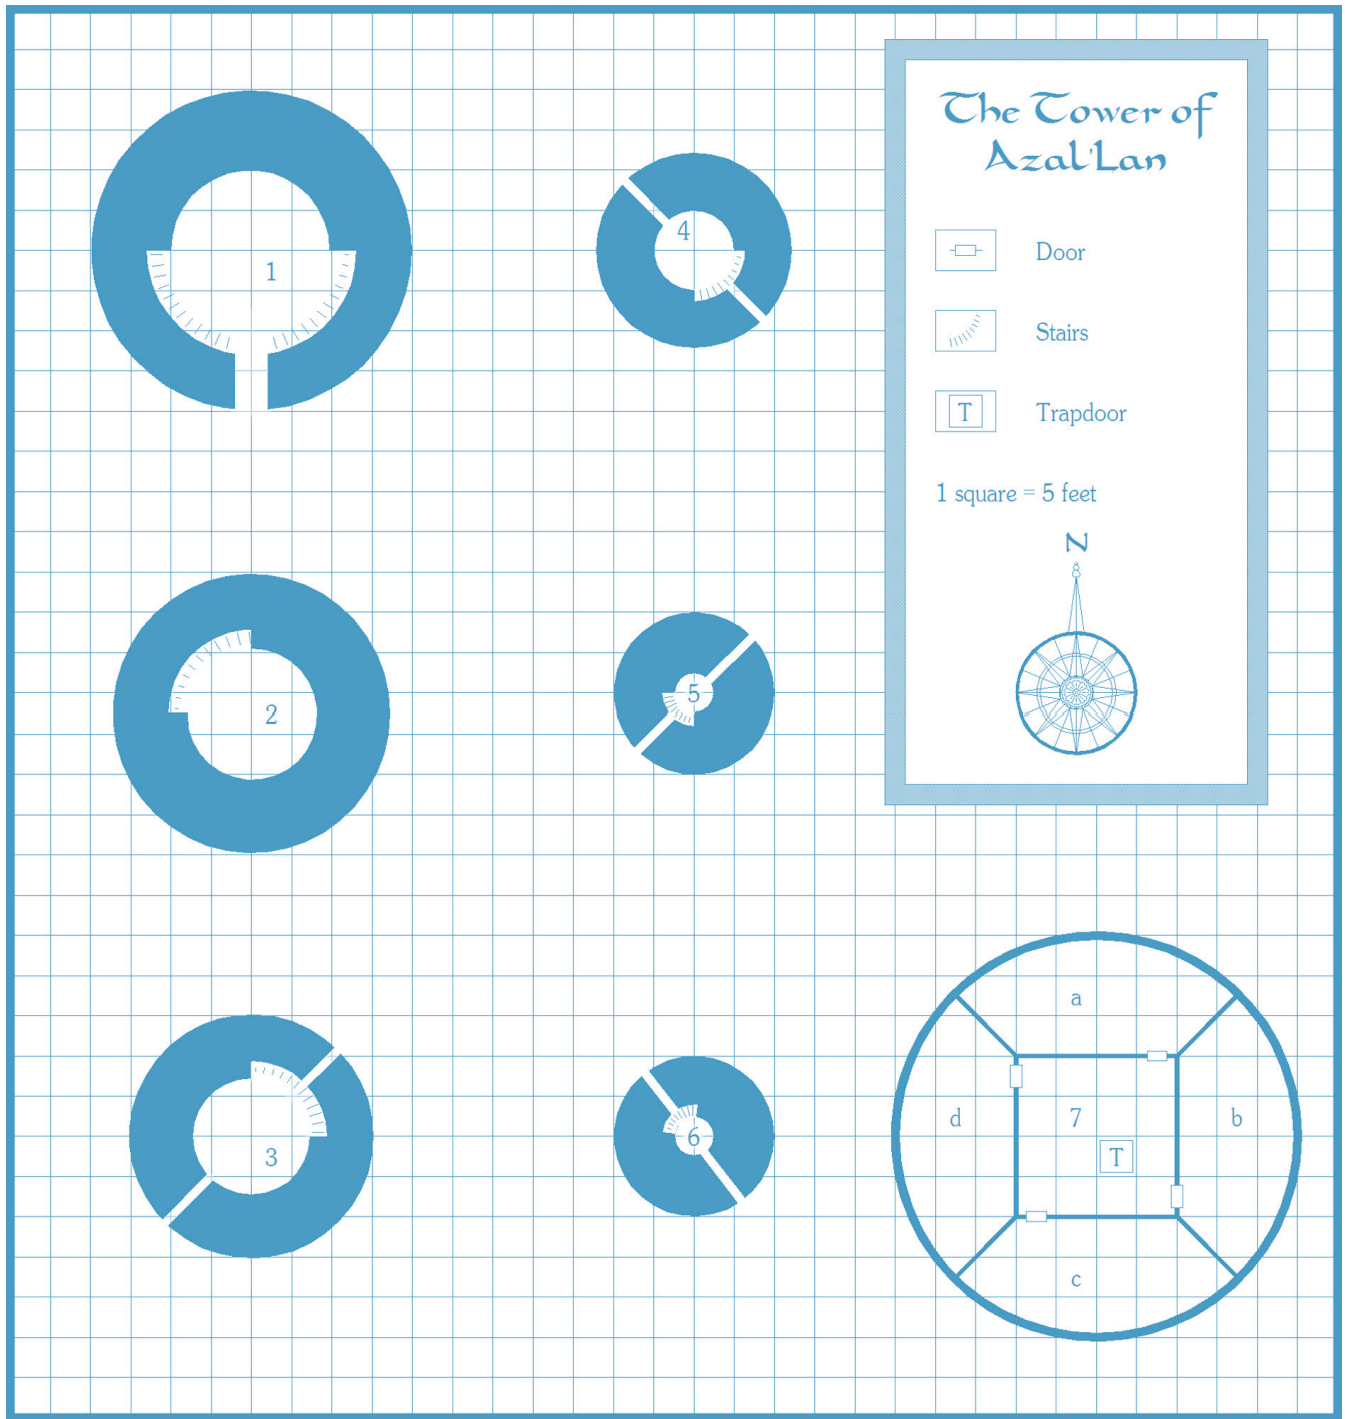 The Tower of
Azal'Lan
Door
Stairs
T
Trapdoor
1 square = 5 feet
N
1
2
3
4
5
6
a
d
7
b
T
c